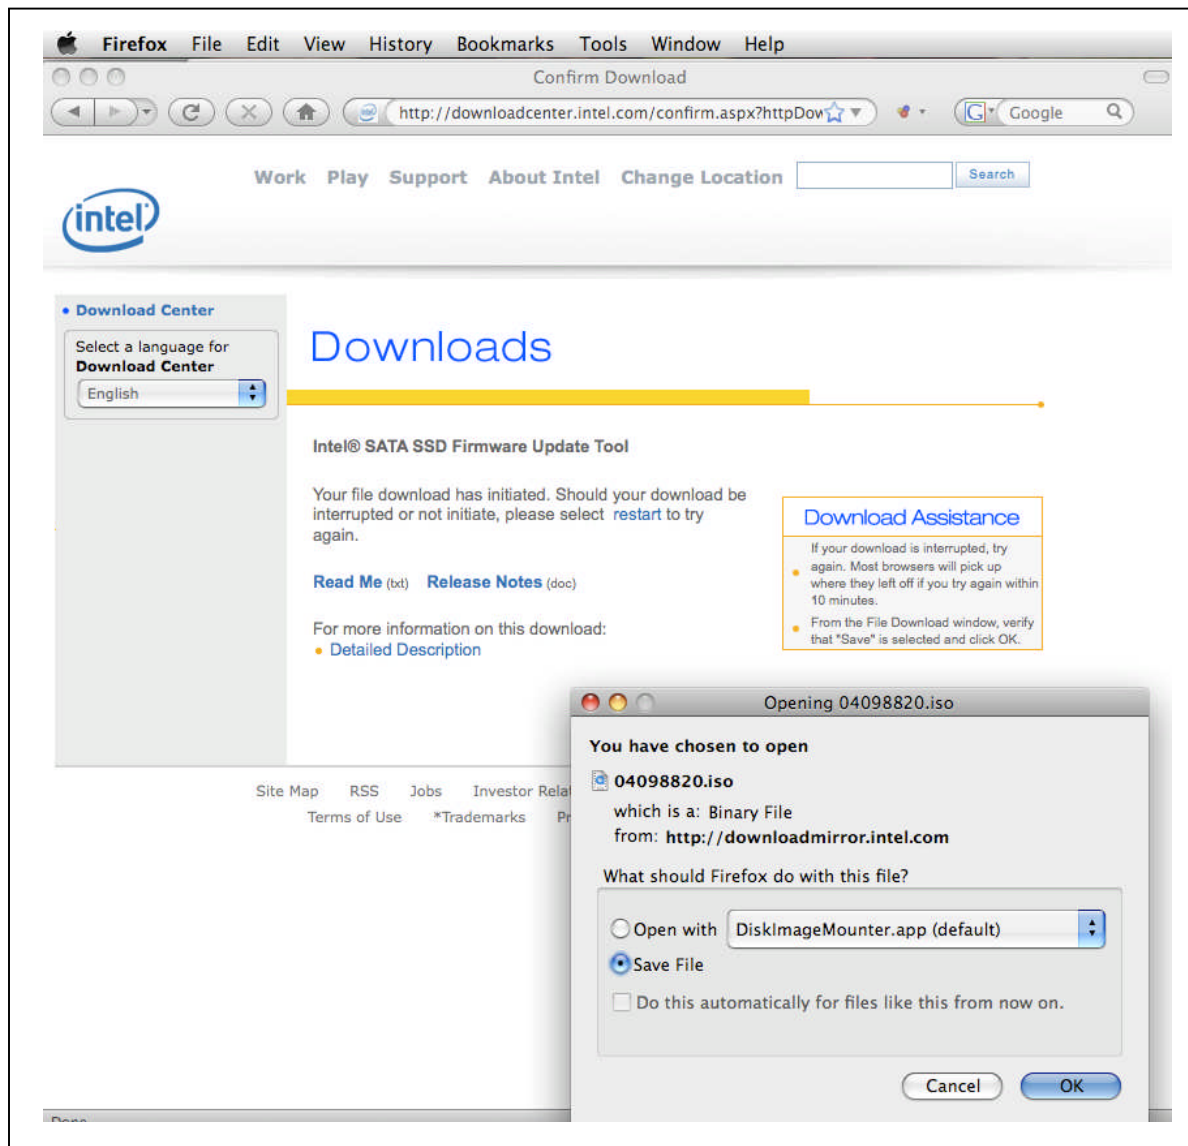 Firefox File Edit View History Bookmarks Tools Window Help
Confirm Download
http://downloadcenter.intel.com/confirm.aspx?httpDow
Google
Work Play Support About Intel Change Location
Search
intel
Download Center
Select a language for
Download Center
English
Downloads
Intel® SATA SSD Firmware Update Tool
Your file download has initiated. Should your download be
interrupted or not initiate, please select restart to try
again.
Read Me (txt) Release Notes (doc)
For more information on this download:
Detailed Description
Download Assistance
If your download is interrupted, try
again. Most browsers will pick up
where they left off if you try again within
10 minutes.
From the File Download window, verify
that "Save" is selected and click OK.
Site Map RSS Jobs Investor Rela
Terms of Use *Trademarks Pr
Opening 04098820.iso
You have chosen to open
04098820.iso
which is a: Binary File
from: http://downloadmirror.intel.com
What should Firefox do with this file?
Open with DiskImageMounter.app (default)
Save File
Do this automatically for files like this from now on.
Cancel OK